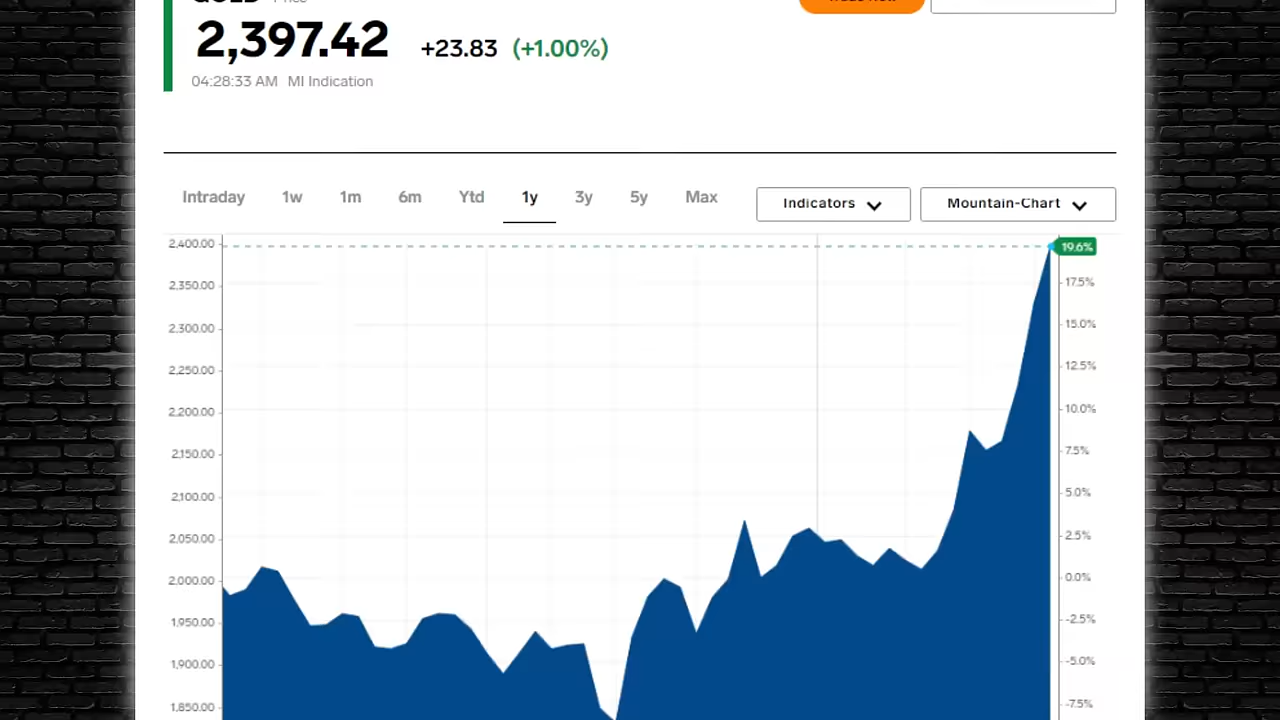 GOLD Price
Trade Now
2,397.42 +23.83 (+1.00%)
04:28:33 AM MI Indication
Intraday 1w 1m 6m Ytd 1y 3y 5y Max Indicators Mountain-Chart
2,400.00 19.6%
2,350.00 17.5%
2,300.00 15.0%
2,250.00 12.5%
2,200.00 10.0%
2,150.00 7.5%
2,100.00 5.0%
2,050.00 2.5%
2,000.00 0.0%
1,950.00 -2.5%
1,900.00 -5.0%
1,850.00 -7.5%